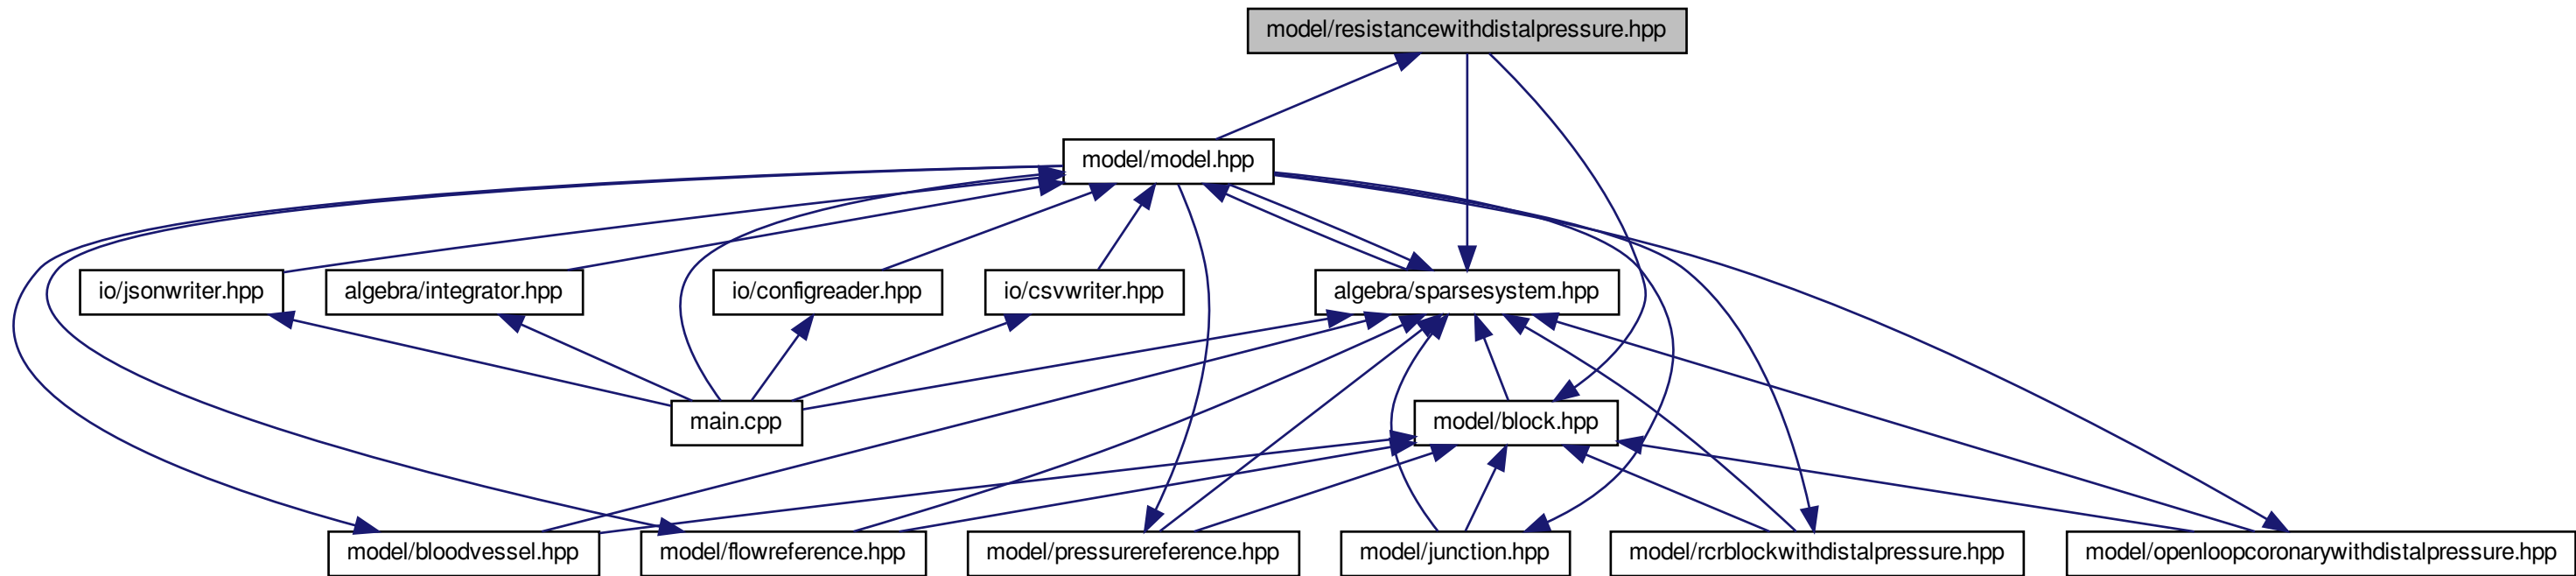 model/resistancewithdistalpressure.hpp
model/model.hpp
io/jsonwriter.hpp
algebra/integrator.hpp
io/configreader.hpp
io/csvwriter.hpp
algebra/sparsesystem.hpp
main.cpp
model/block.hpp
model/bloodvessel.hpp
model/flowreference.hpp
model/pressurereference.hpp
model/junction.hpp
model/rcrblockwithdistalpressure.hpp
model/openloopcoronarywithdistalpressure.hpp